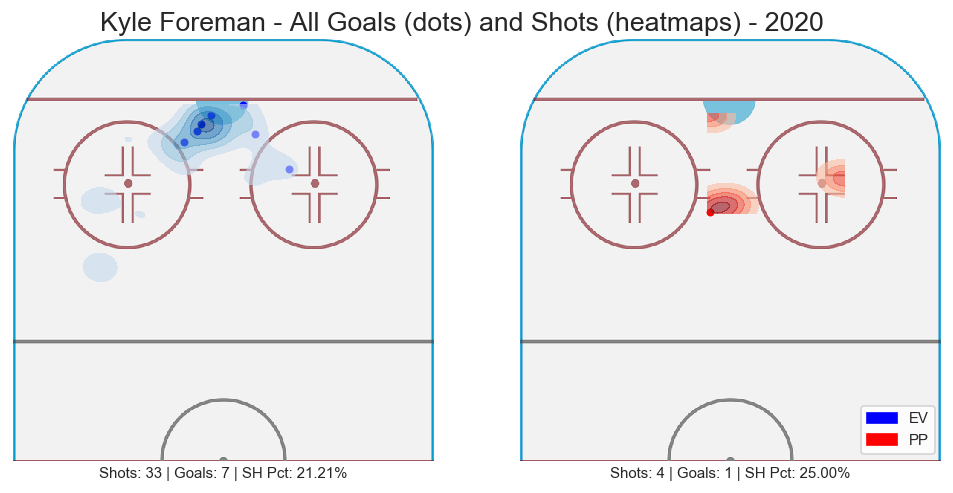 Kyle Foreman - All Goals (dots) and Shots (heatmaps) - 2020
EV
PP
Shots: 33 | Goals: 7 | SH Pct: 21.21%
Shots: 4 | Goals: 1 | SH Pct: 25.00%